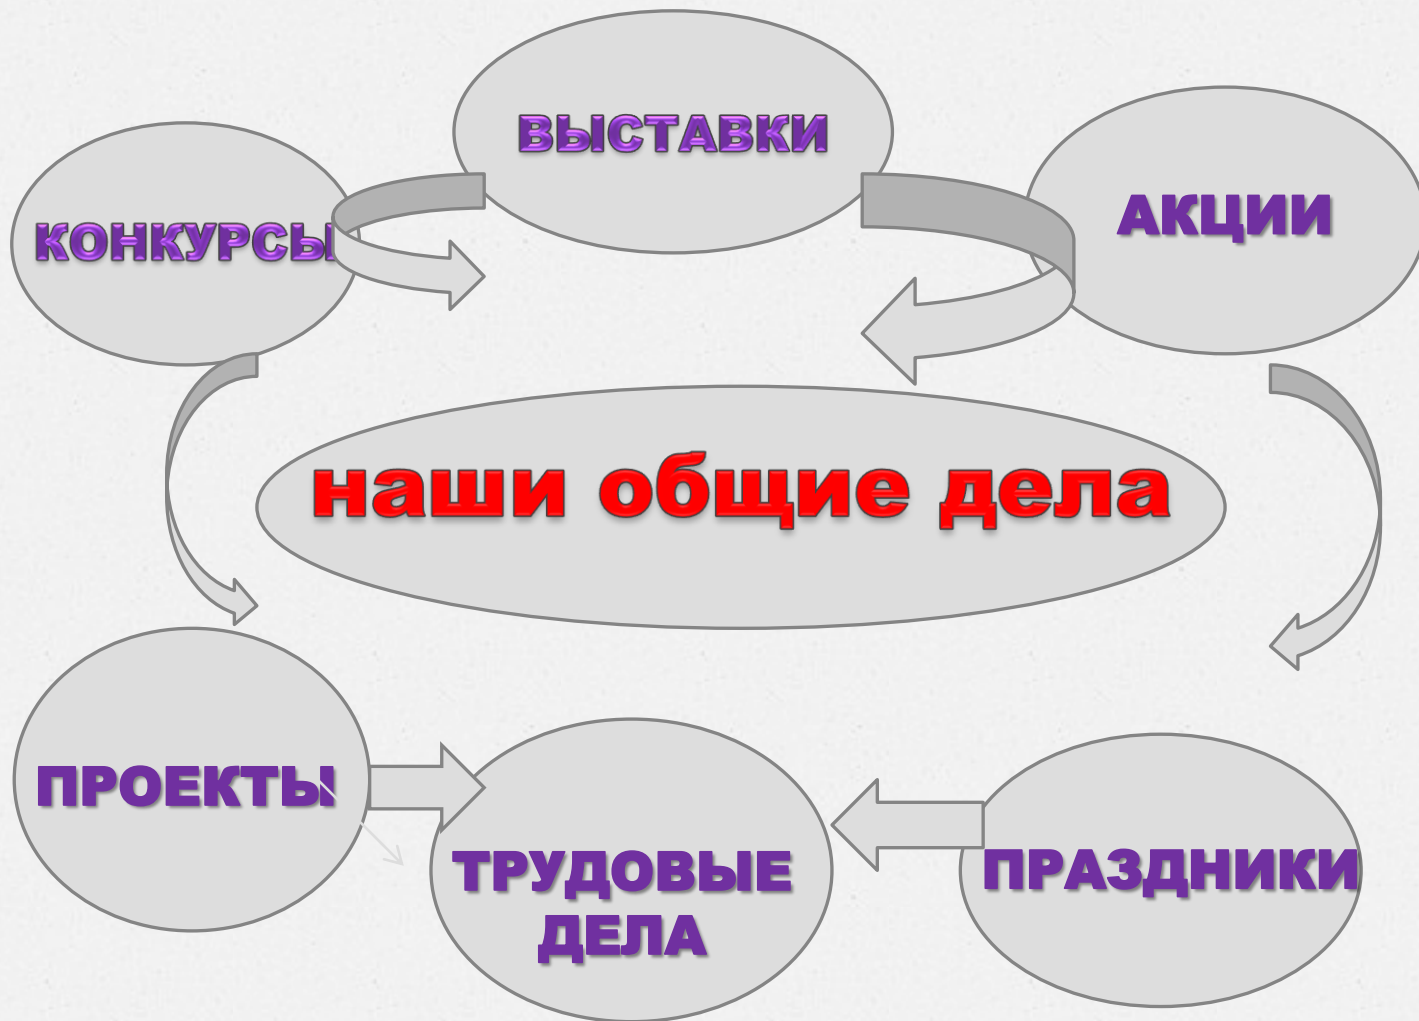 ВЫСТАВКИ
КОНКУРСЫ
АКЦИИ
наши общие дела
ПРОЕКТЫ
ТРУДОВЫЕ
ДЕЛА
ПРАЗДНИКИ